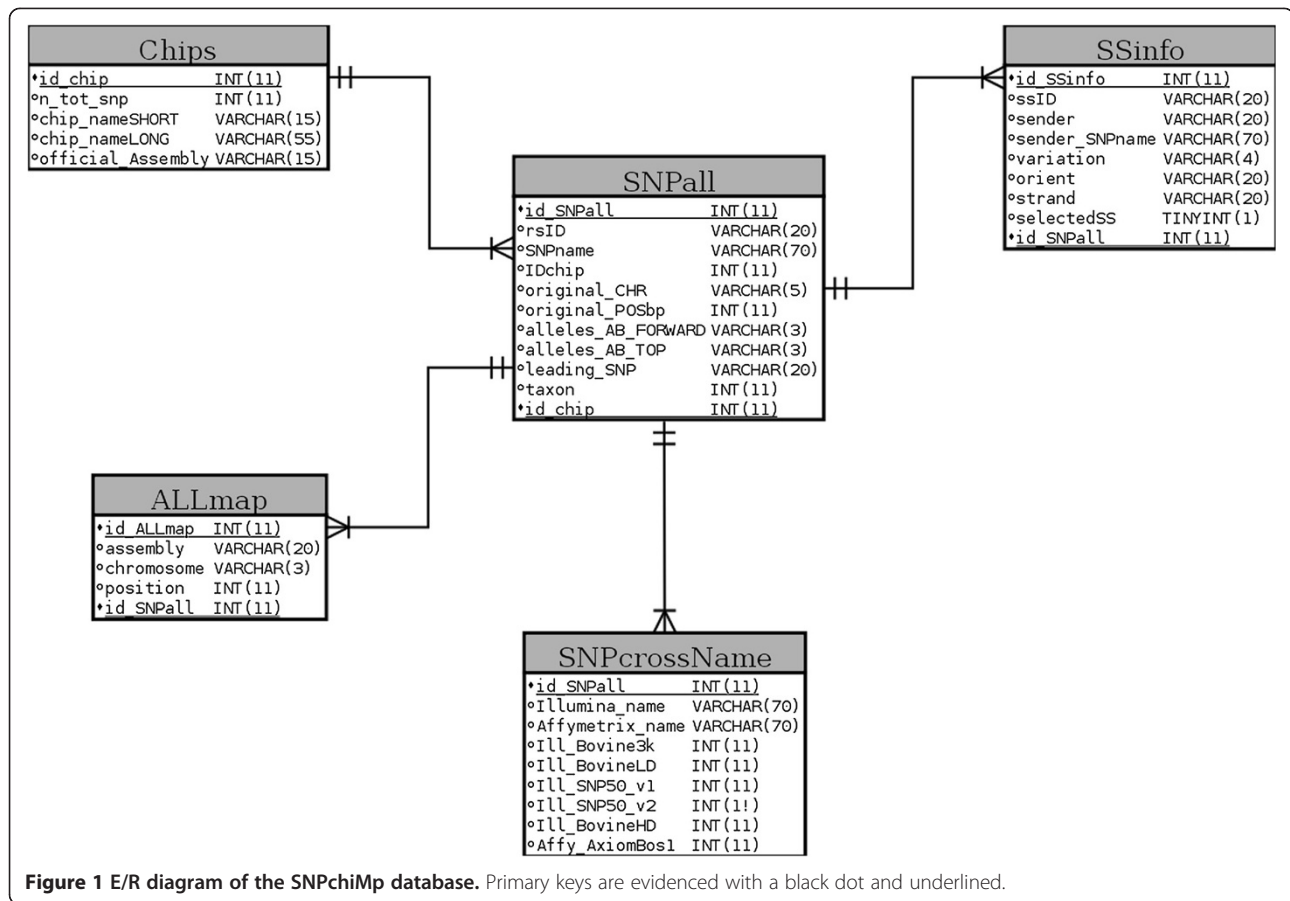 Chips
id_chip INT(11)
n_tot_snp INT(11)
chip_nameSHORT VARCHAR(15)
chip_nameLONG VARCHAR(55)
official_Assembly VARCHAR(15)
SSinfo
id_SSinfo INT(11)
ssID VARCHAR(20)
sender VARCHAR(20)
sender_SNPname VARCHAR(70)
variation VARCHAR(4)
orient VARCHAR(20)
strand VARCHAR(20)
selectedSS TINYINT(1)
id_SNPall INT(11)
SNPall
id_SNPall INT(11)
rsID VARCHAR(20)
SNPname VARCHAR(70)
IDchip INT(11)
original_CHR VARCHAR(5)
original_POSbp INT(11)
alleles_AB_FORWARD VARCHAR(3)
alleles_AB_TOP VARCHAR(3)
leading_SNP VARCHAR(20)
taxon INT(11)
id_chip INT(11)
ALLmap
id_ALLmap INT(11)
assembly VARCHAR(20)
chromosome VARCHAR(3)
position INT(11)
id_SNPall INT(11)
SNPcrossName
id_SNPall INT(11)
Illumina_name VARCHAR(70)
Affymetrix_name VARCHAR(70)
Ill_Bovine3k INT(11)
Ill_BovineLD INT(11)
Ill_SNP50_v1 INT(11)
Ill_SNP50_v2 INT(1!)
Ill_BovineHD INT(11)
Affy_AxiomBos1 INT(11)
Figure 1 E/R diagram of the SNPchiMp database. Primary keys are evidenced with a black dot and underlined.